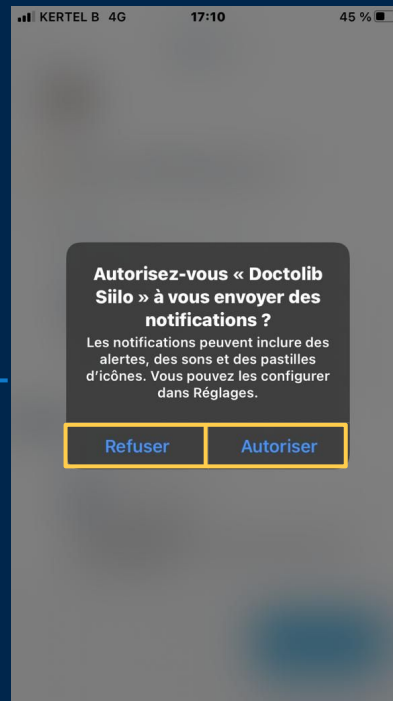 KERTEL B 4G 17:10 45 %
Autorisez-vous « Doctolib
Siilo » à vous envoyer des
notifications ?
Les notifications peuvent inclure des
alertes, des sons et des pastilles
d'icônes. Vous pouvez les configurer
dans Réglages.
Refuser Autoriser